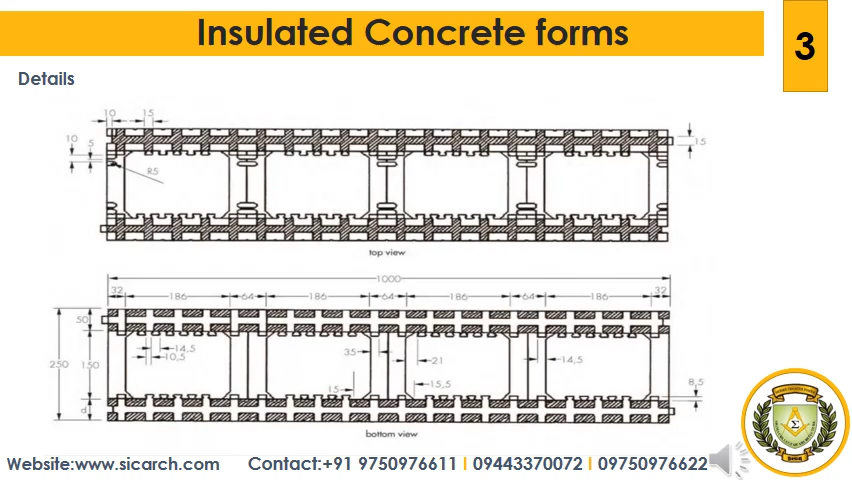 Insulated Concrete forms
3
Details
10 15
10 5
R5
15
top view
1000
32 186 64 186 64 186 64 186 32
50
250 150
d
14,5
10,5
35
21
14,5
15
15,5
8,5
bottom view
Website:www.sicarch.com Contact:+91 9750976611 I 09443370072 I 09750976622